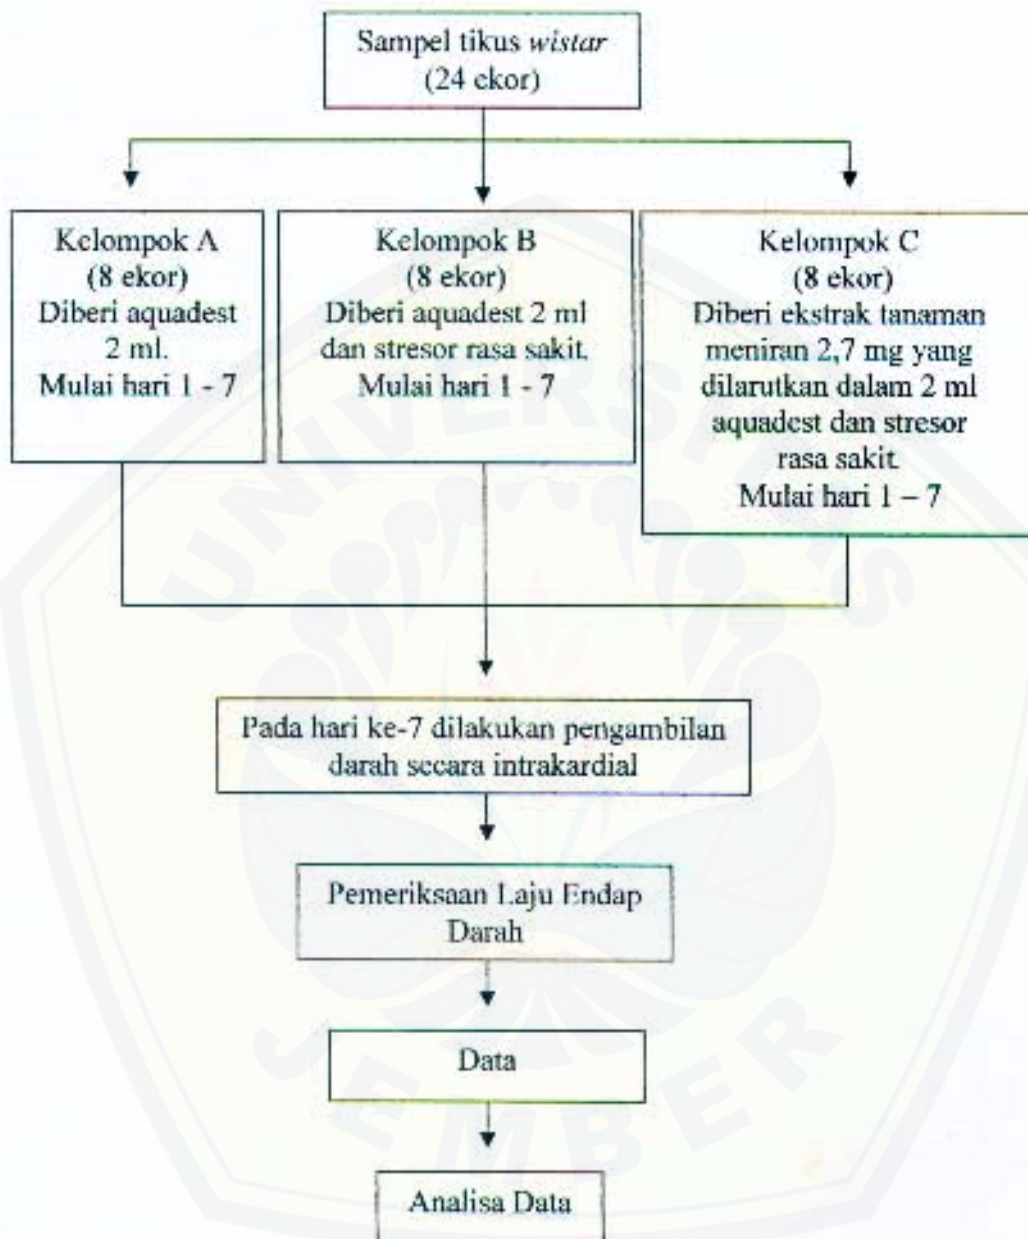 Sampel tikus wistar
(24 ekor)
Kelompok A
(8 ekor)
Diberi aquadest
2 ml.
Mulai hari 1 - 7
Kelompok B
(8 ekor)
Diberi aquadest 2 ml
dan stresor rasa sakit.
Mulai hari 1 - 7
Kelompok C
(8 ekor)
Diberi ekstrak tanaman
meniran 2,7 mg yang
dilarutkan dalam 2 ml
aquadest dan stresor
rasa sakit.
Mulai hari 1 – 7
Pada hari ke-7 dilakukan pengambilan
darah secara intrakardial
Pemeriksaan Laju Endap
Darah
Data
Analisa Data
UNIVERSITAS
JEMBER